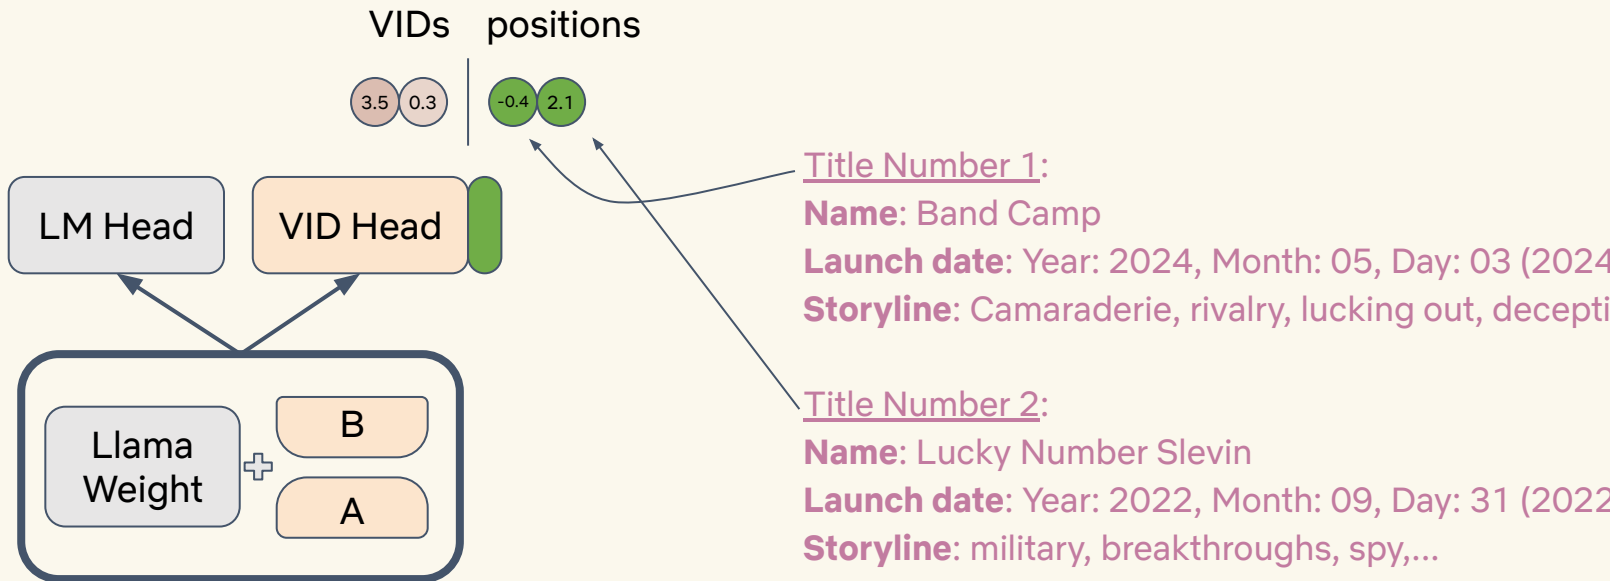 VIDs positions
3.5 0.3 -0.4 2.1
LM Head
VID Head
Llama
Weight
B
A
Title Number 1:
Name: Band Camp
Launch date: Year: 2024, Month: 05, Day: 03 (2024
Storyline: Camaraderie, rivalry, lucking out, decepti
Title Number 2:
Name: Lucky Number Slevin
Launch date: Year: 2022, Month: 09, Day: 31 (2022
Storyline: military, breakthroughs, spy,...